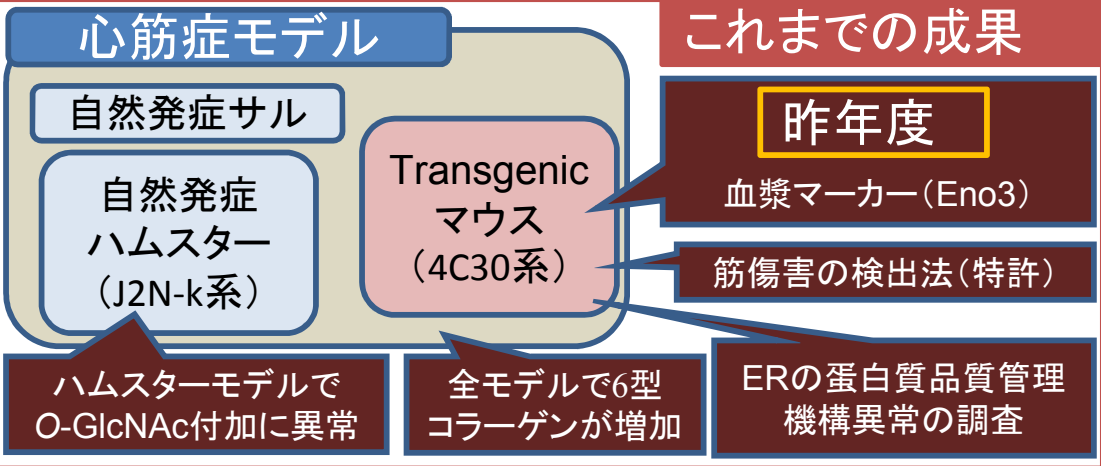 心筋症モデル
自然発症サル
自然発症
ハムスター
（J2N-k系）
Transgenic
マウス
（4C30系）
これまでの成果
昨年度
血漿マーカー（Eno3）
筋傷害の検出法（特許）
ハムスターモデルで
O-GlcNAc付加に異常
全モデルで6型
コラーゲンが増加
ERの蛋白質品質管理
機構異常の調査